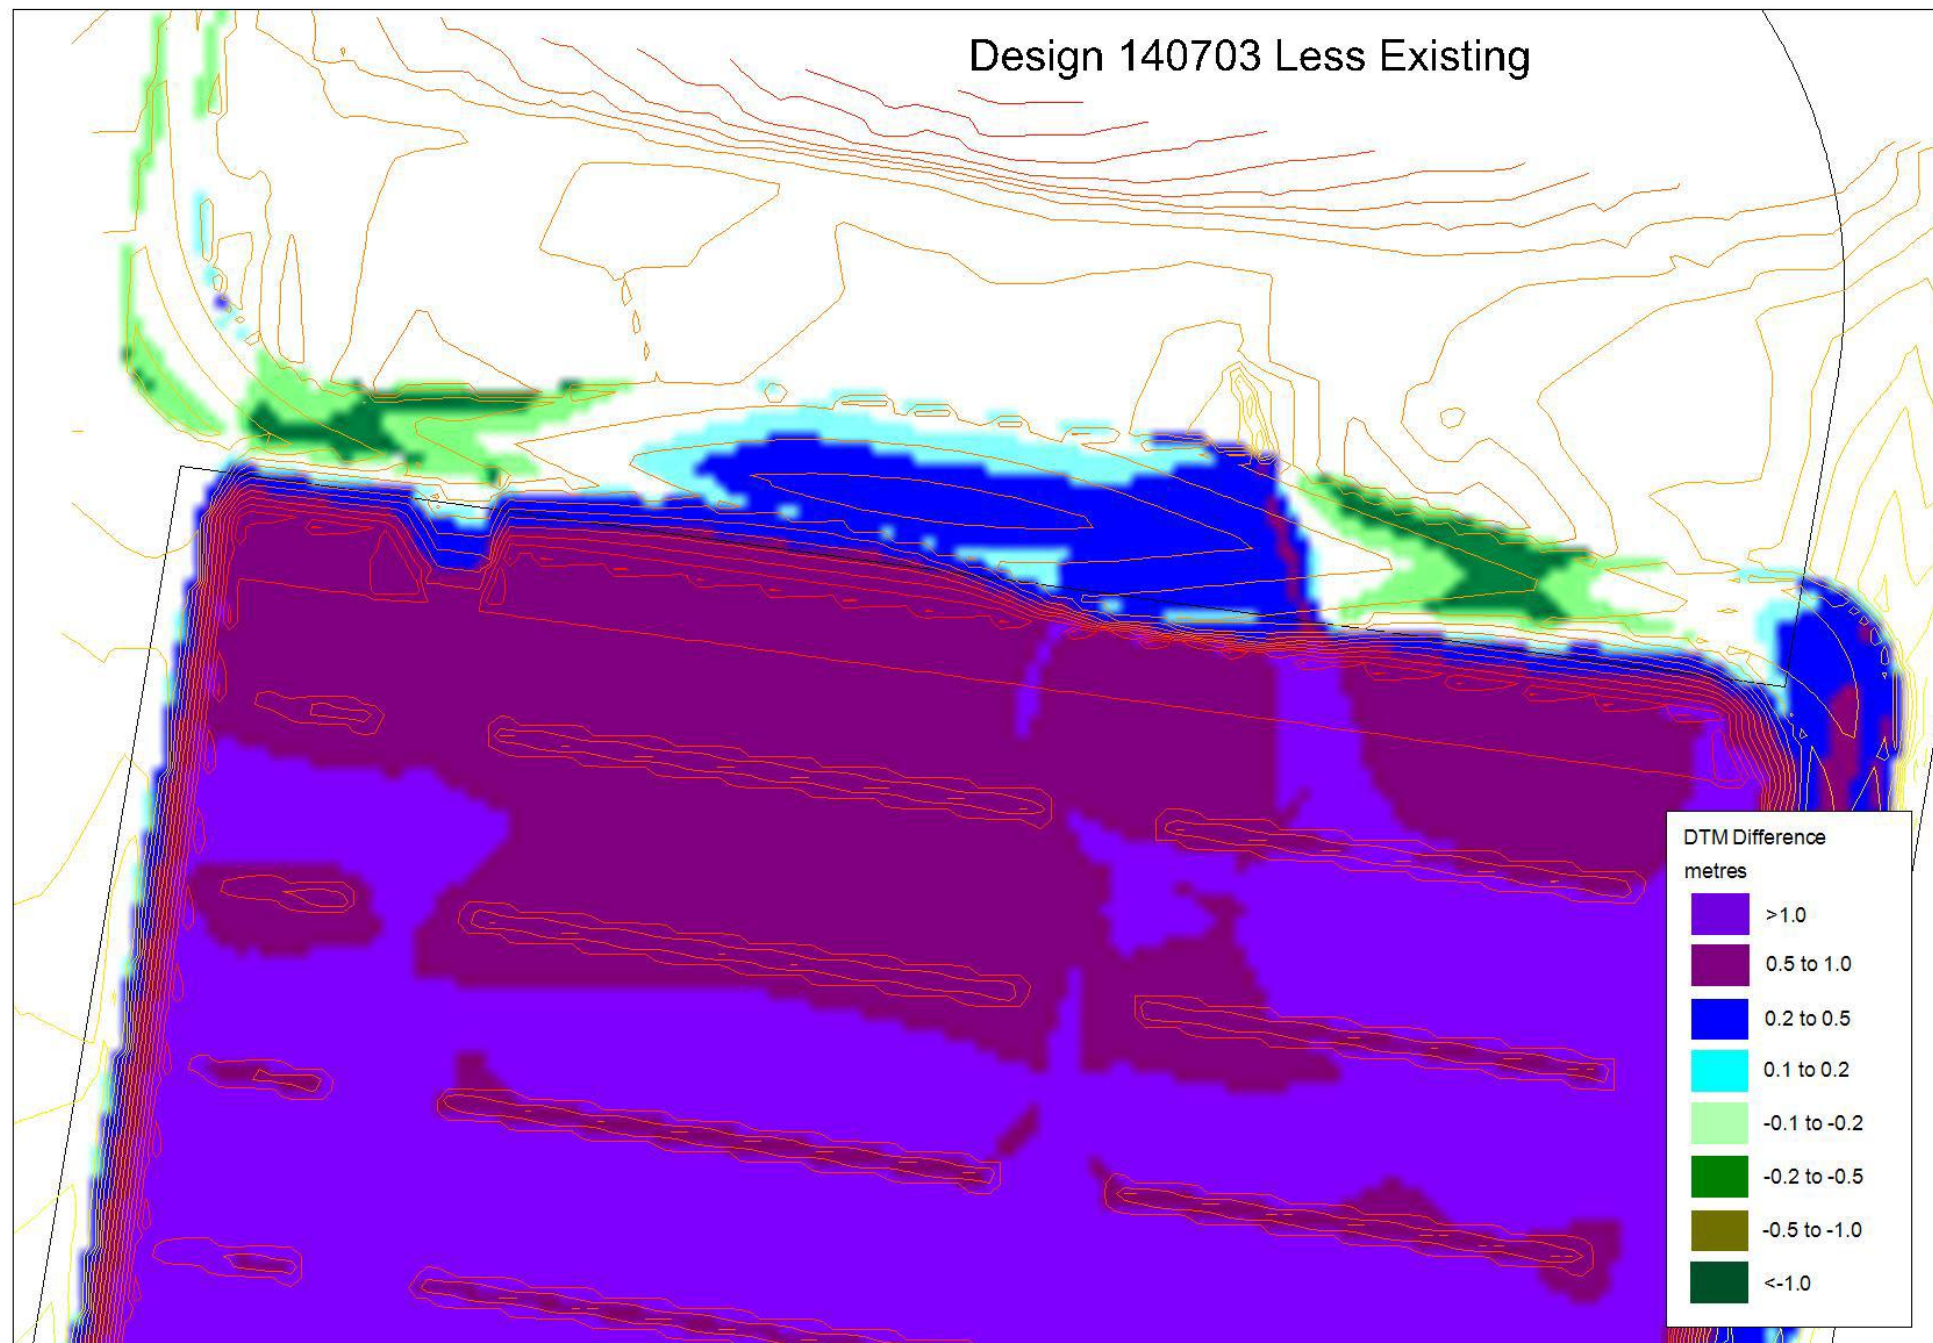 Design 140703 Less Existing
DTM Difference
metres
>1.0
0.5 to 1.0
0.2 to 0.5
0.1 to 0.2
-0.1 to -0.2
-0.2 to -0.5
-0.5 to -1.0
<-1.0